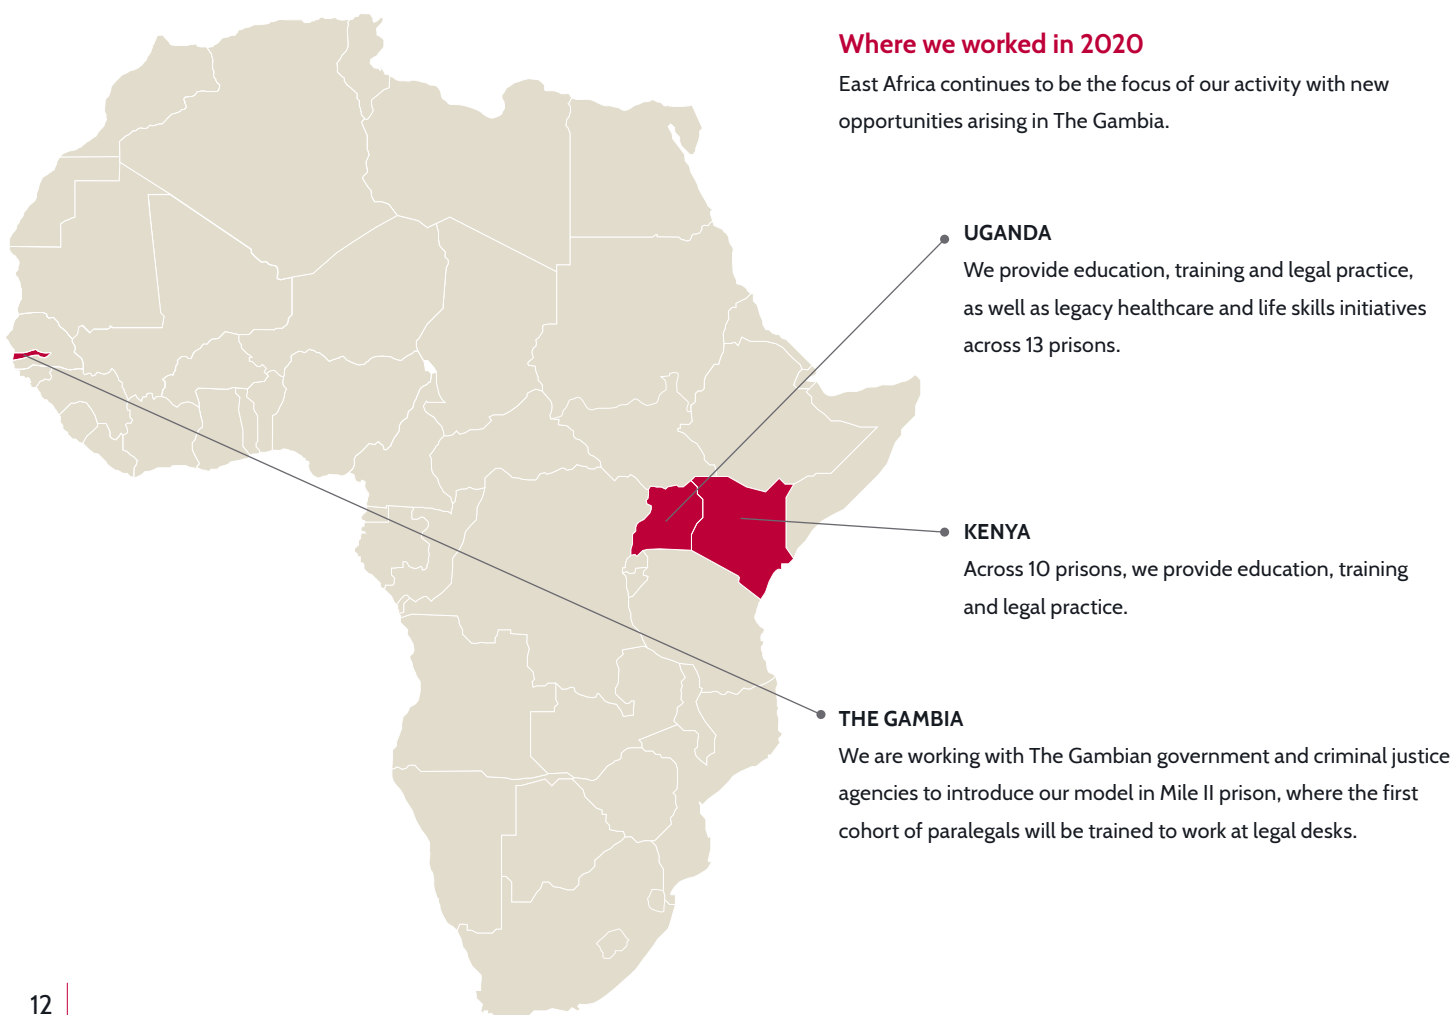 Where we worked in 2020
East Africa continues to be the focus of our activity with new
opportunities arising in The Gambia.
UGANDA
We provide education, training and legal practice,
as well as legacy healthcare and life skills initiatives
across 13 prisons.
KENYA
Across 10 prisons, we provide education, training
and legal practice.
THE GAMBIA
We are working with The Gambian government and criminal justice
agencies to introduce our model in Mile II prison, where the first
cohort of paralegals will be trained to work at legal desks.
12